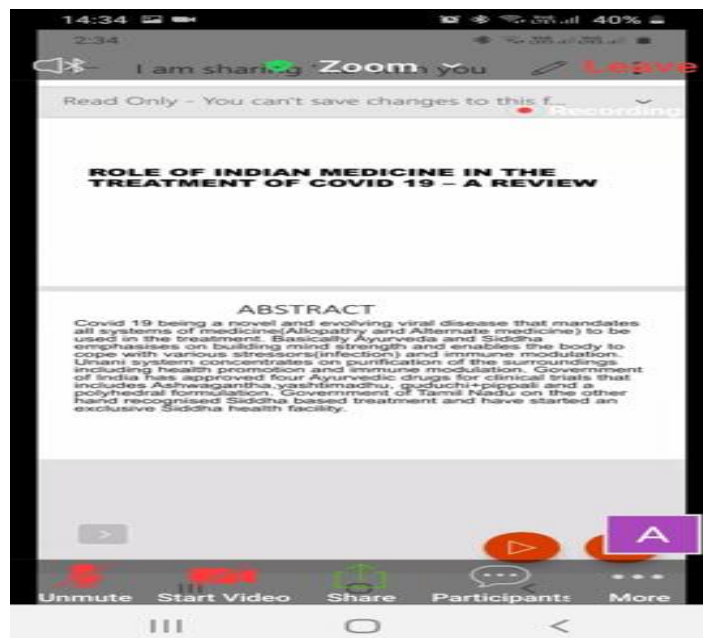 14:34 40%
2:34
I am sharing with you
Zoom Leave
Read Only - You can't save changes to this f...
Recording
ROLE OF INDIAN MEDICINE IN THE
TREATMENT OF COVID 19 – A REVIEW
ABSTRACT
Covid 19 being a novel and evolving viral disease that mandates
all systems of medicine(Allopathy and Alternate medicine) to be
used in the treatment. Basically Ayurveda and Siddha
emphasises on building mind strength and enables the body to
cope with various stressors(infection) and immune modulation.
Unani system concentrates on purification of the surroundings
including health promotion and immune modulation. Government
of India has approved four Ayurvedic drugs for clinical trials that
includes Ashwagantha,yashtimadhu, guduchi+pippali and a
polyhedral formulation. Government of Tamil Nadu on the other
hand recognised Siddha based treatment and have started an
exclusive Siddha health facility.
A
Unmute Start Video Share Participants More